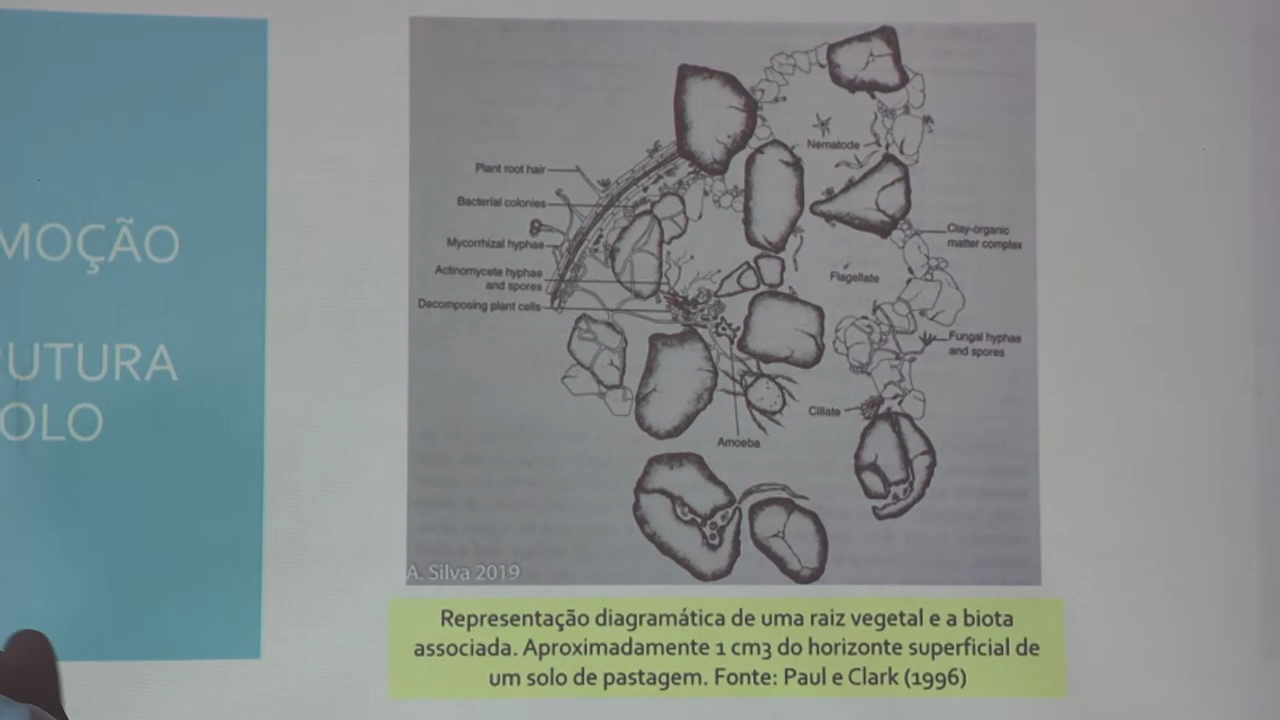 MOÇÃO
UTURA
OLO
Nematode
Plant root hair
Bacterial colonies
Mycorrhizal hyphae
Actinomycete hyphae
and spores
Decomposing plant cells
Clay-organic
matter complex
Flagellate
Fungal hyphae
and spores
Ciliate
Amoeba
A. Silva 2019
Representação diagramática de uma raiz vegetal e a biota
associada. Aproximadamente 1 cm3 do horizonte superficial de
um solo de pastagem. Fonte: Paul e Clark (1996)